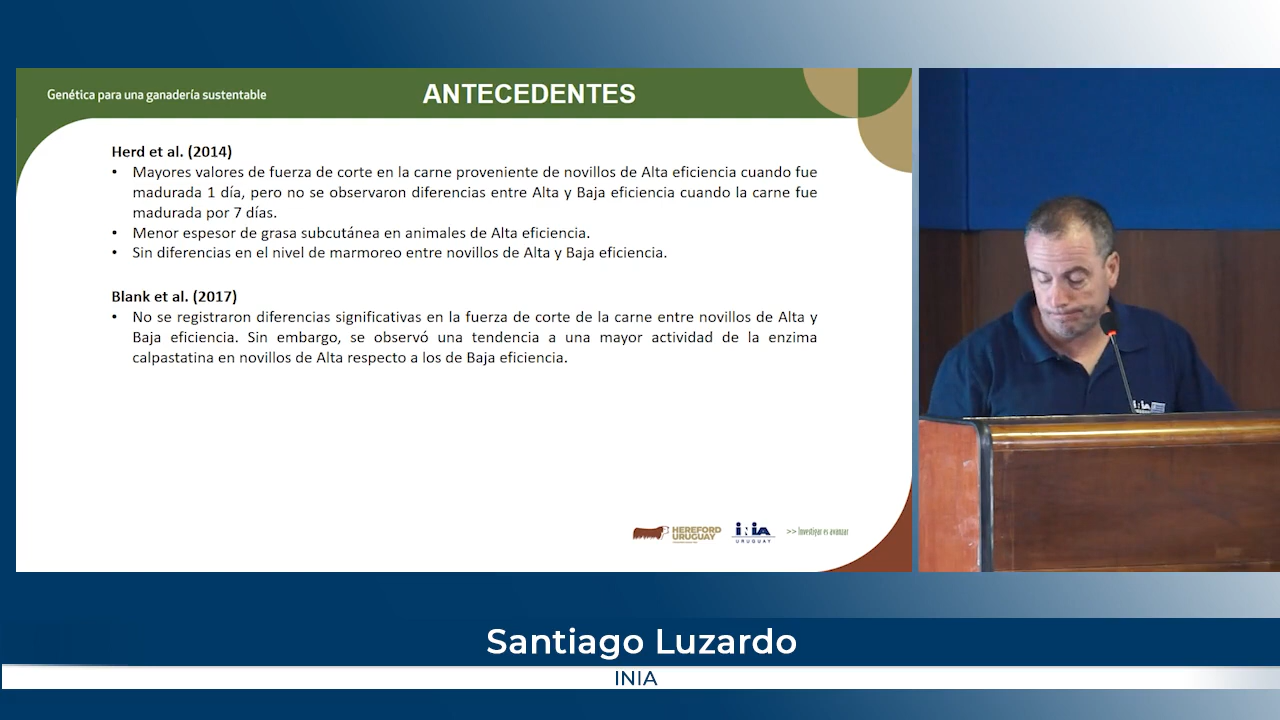 Genética para una ganadería sustentable
ANTECEDENTES
Herd et al. (2014)
• Mayores valores de fuerza de corte en la carne proveniente de novillos de Alta eficiencia cuando fue
madurada 1 día, pero no se observaron diferencias entre Alta y Baja eficiencia cuando la carne fue
madurada por 7 días.
• Menor espesor de grasa subcutánea en animales de Alta eficiencia.
• Sin diferencias en el nivel de marmoreo entre novillos de Alta y Baja eficiencia.
Blank et al. (2017)
• No se registraron diferencias significativas en la fuerza de corte de la carne entre novillos de Alta y
Baja eficiencia. Sin embargo, se observó una tendencia a una mayor actividad de la enzima
calpastatina en novillos de Alta respecto a los de Baja eficiencia.
HEREFORD
URUGUAY
inia
URUGUAY
>> Investigar es avanzar
inia
Santiago Luzardo
INIA